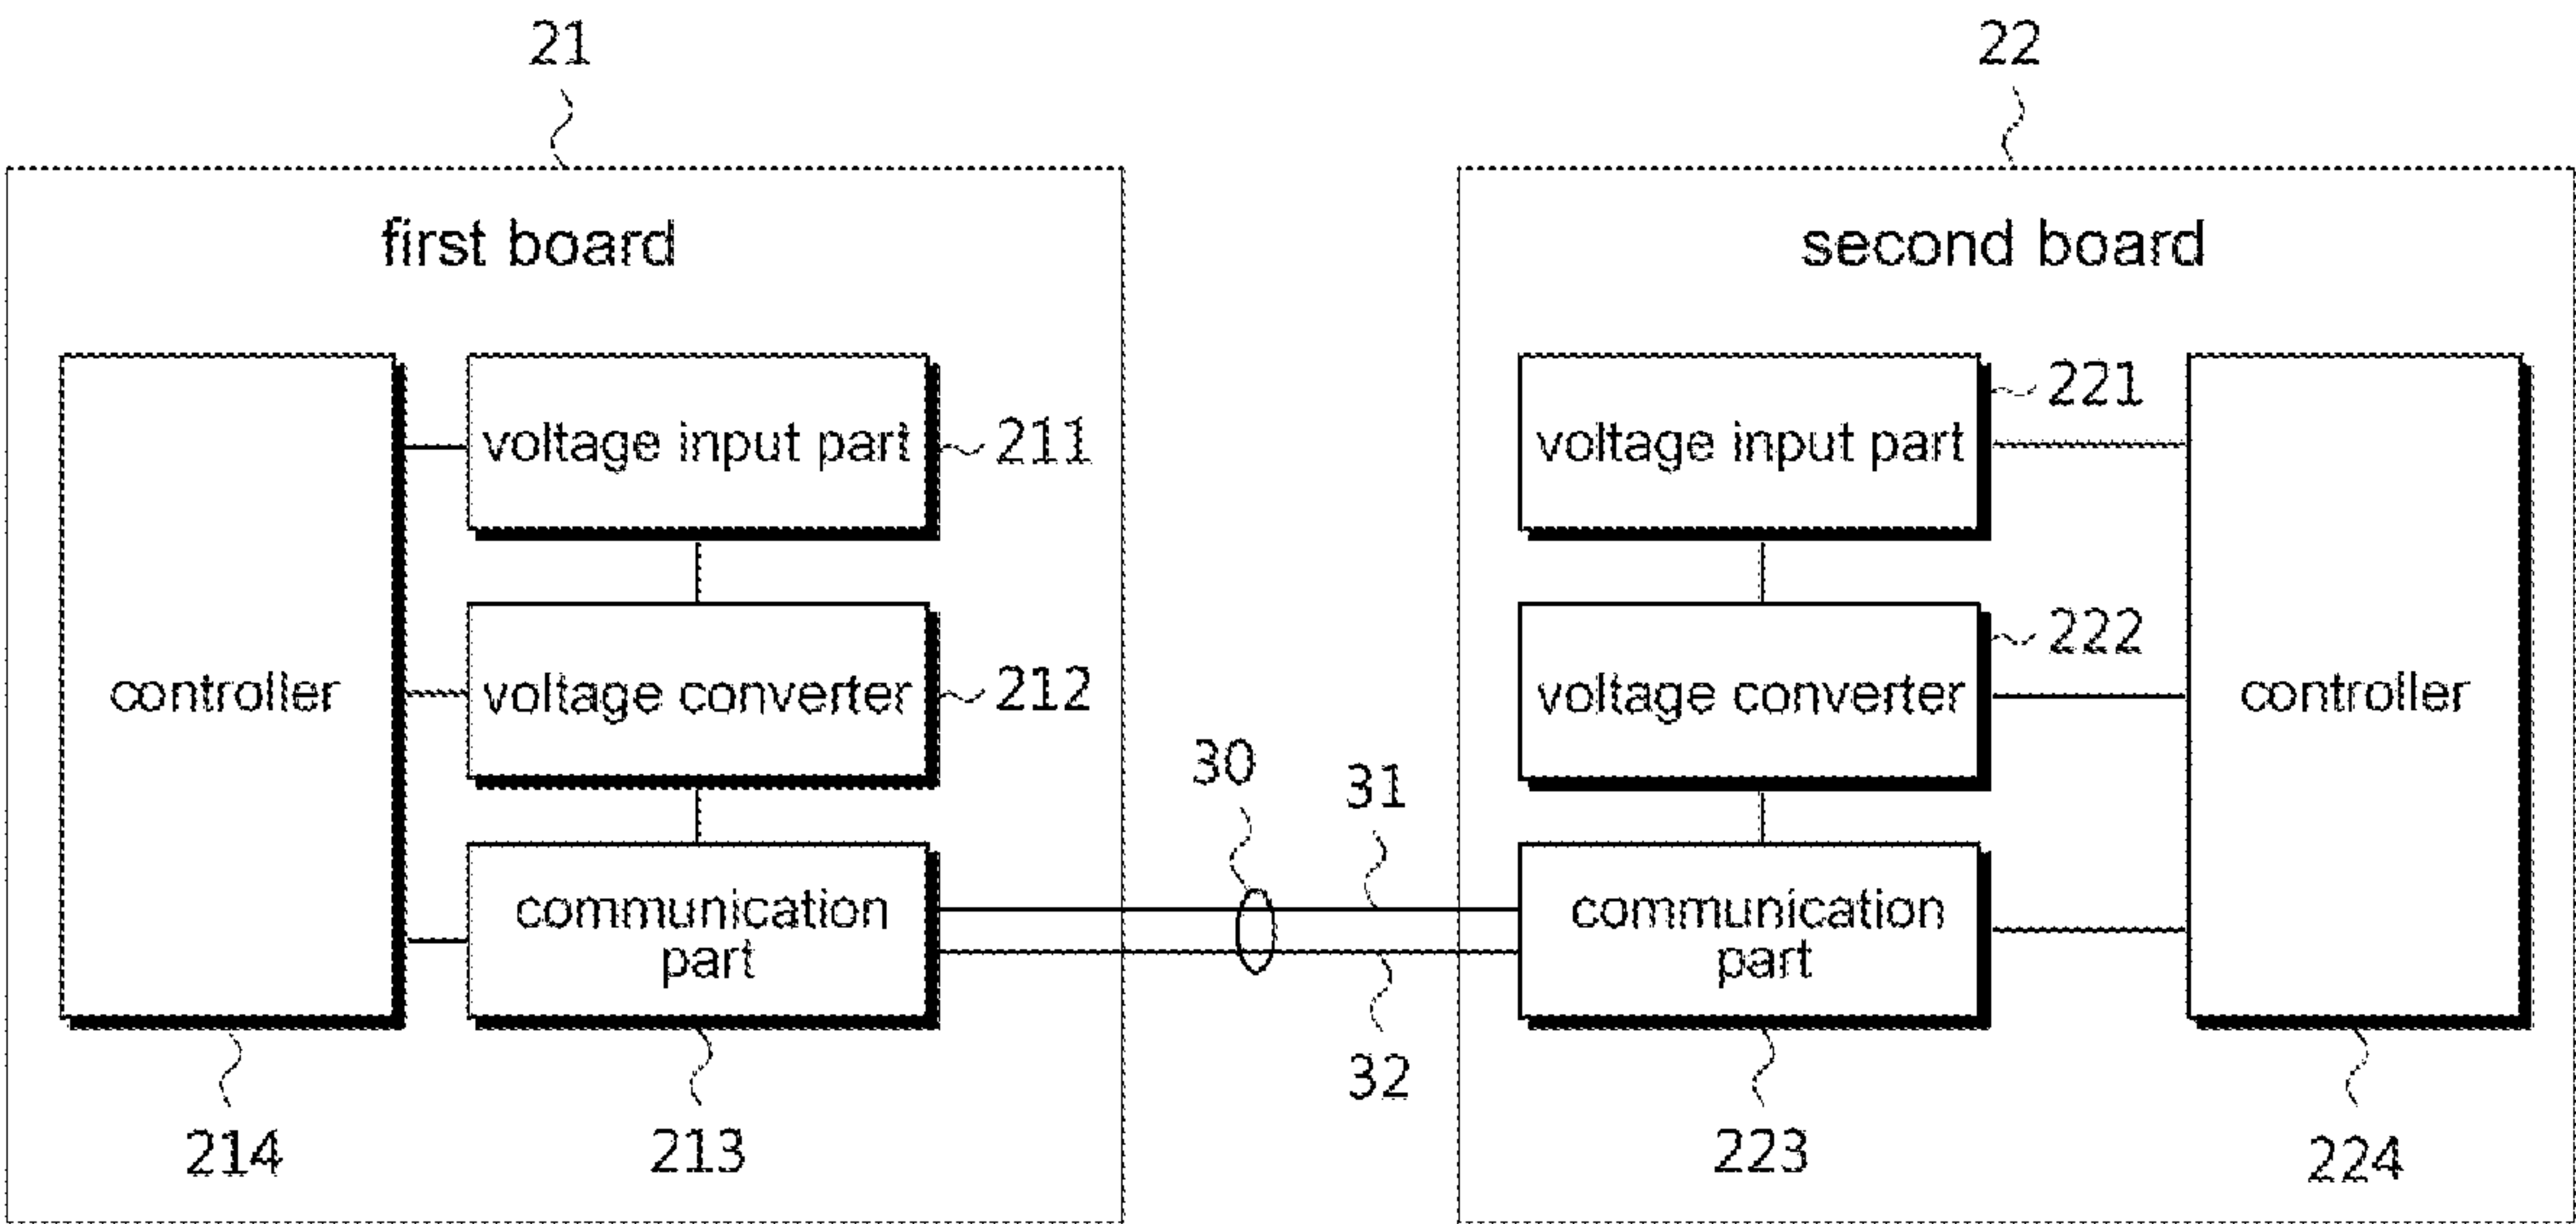 21
22
first board
second board
voltage input part
211
voltage input part
221
controller
voltage converter
212
voltage converter
222
controller
30
31
communication
part
communication
part
32
214
213
223
224